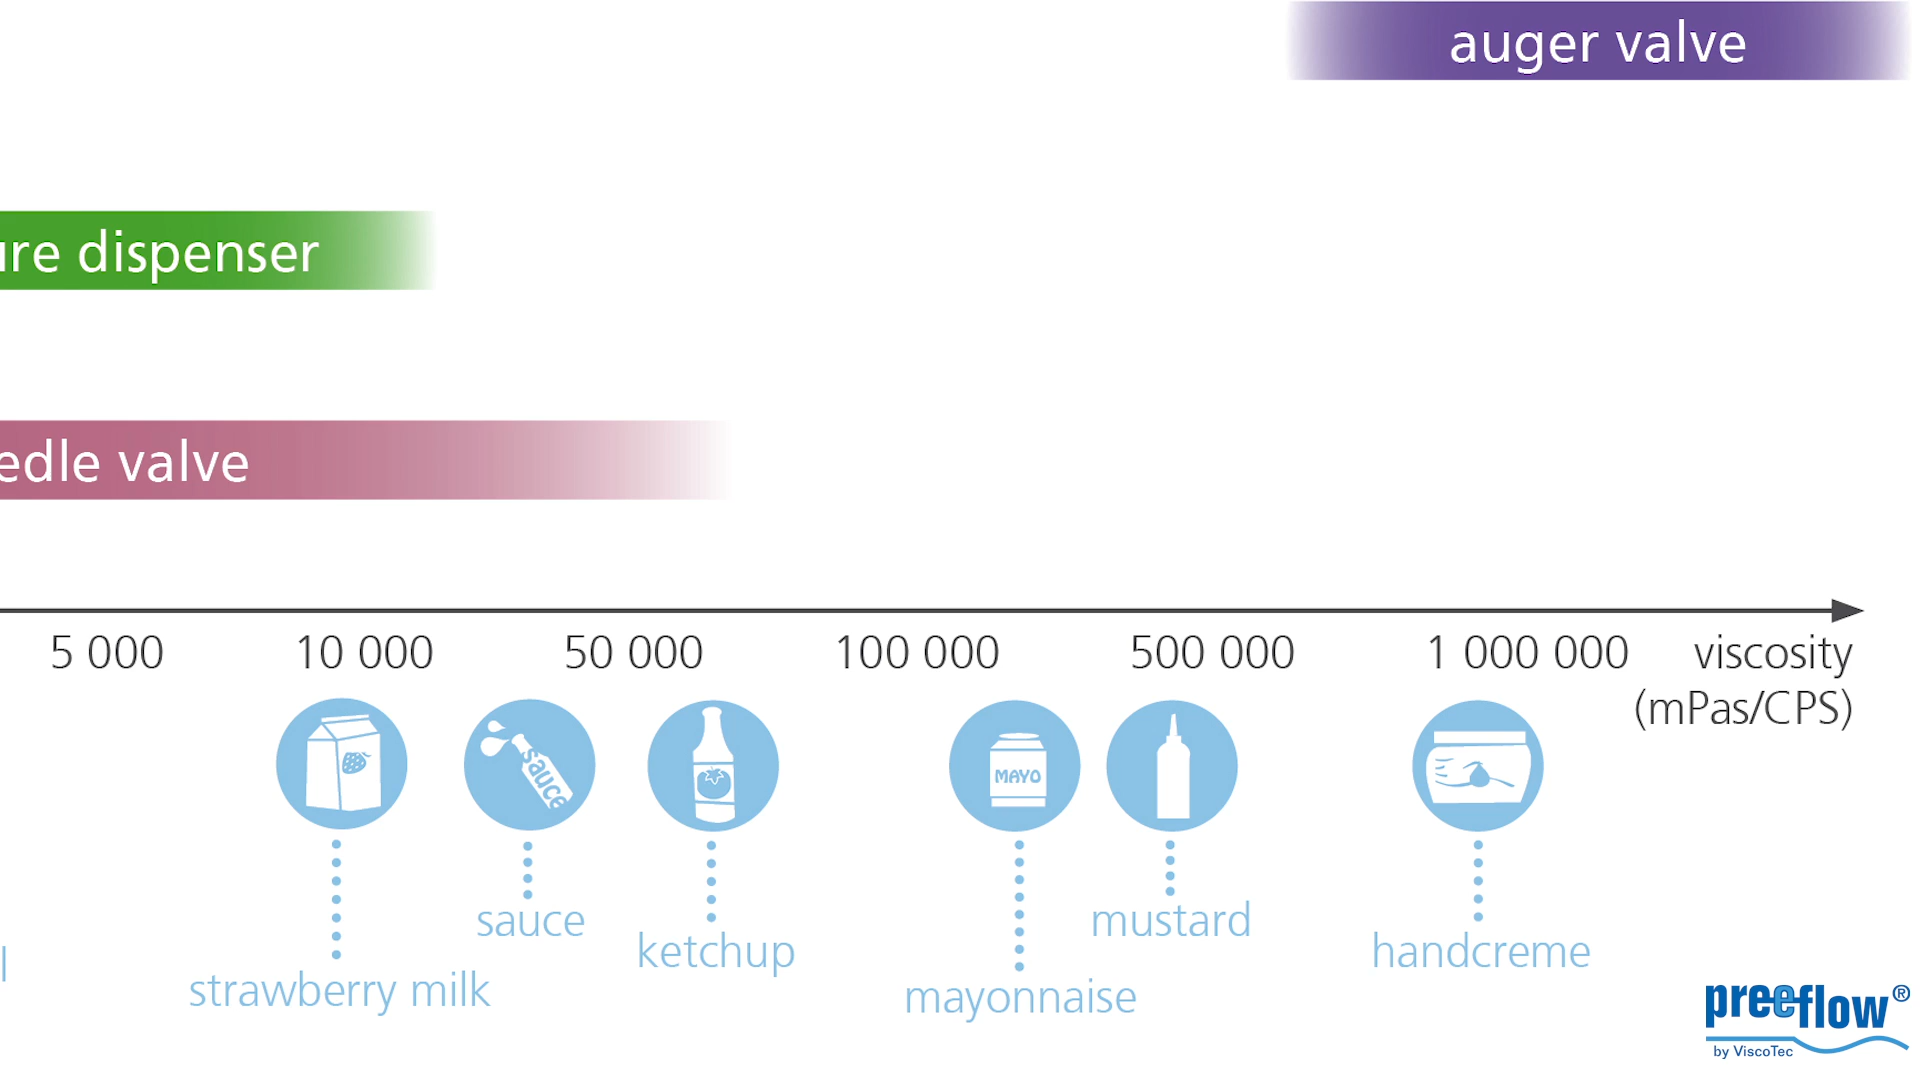 auger valve
ure dispenser
edle valve
5 000 10 000 50 000 100 000 500 000 1 000 000 viscosity
(mPas/CPS)
sauce
MAYO
sauce
mustard
ketchup
handcreme
l
strawberry milk
mayonnaise
preeflow®
by ViscoTec